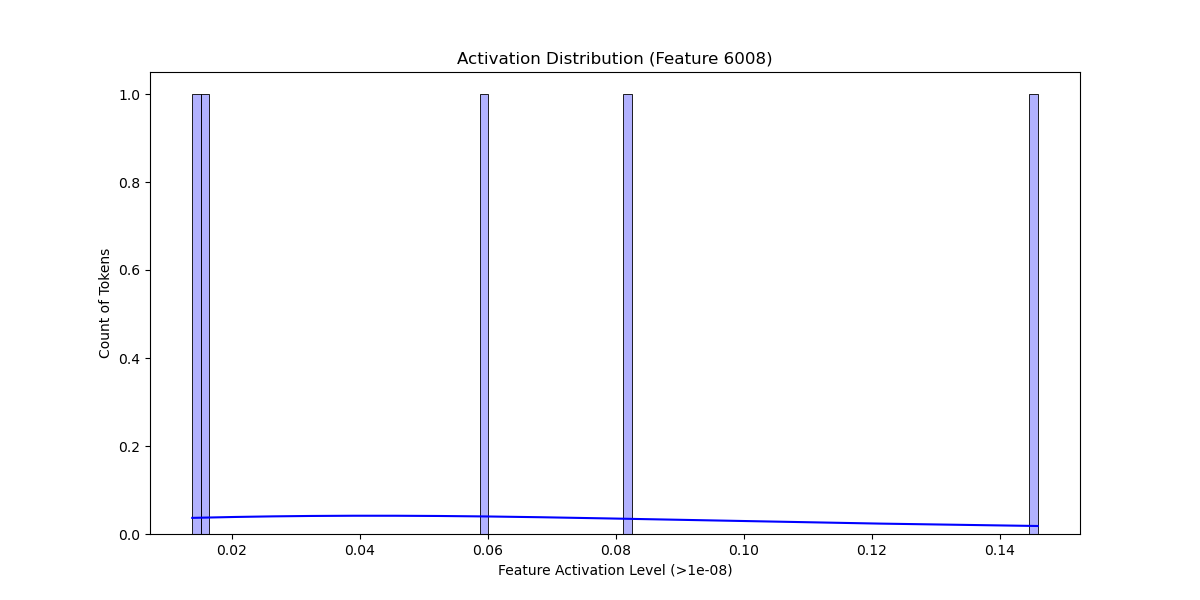 Activation Distribution (Feature 6008)
1.0
0.8
0.6
0.4
0.2
0.0
Count of Tokens
0.02 0.04 0.06 0.08 0.10 0.12 0.14
Feature Activation Level (>1e-08)